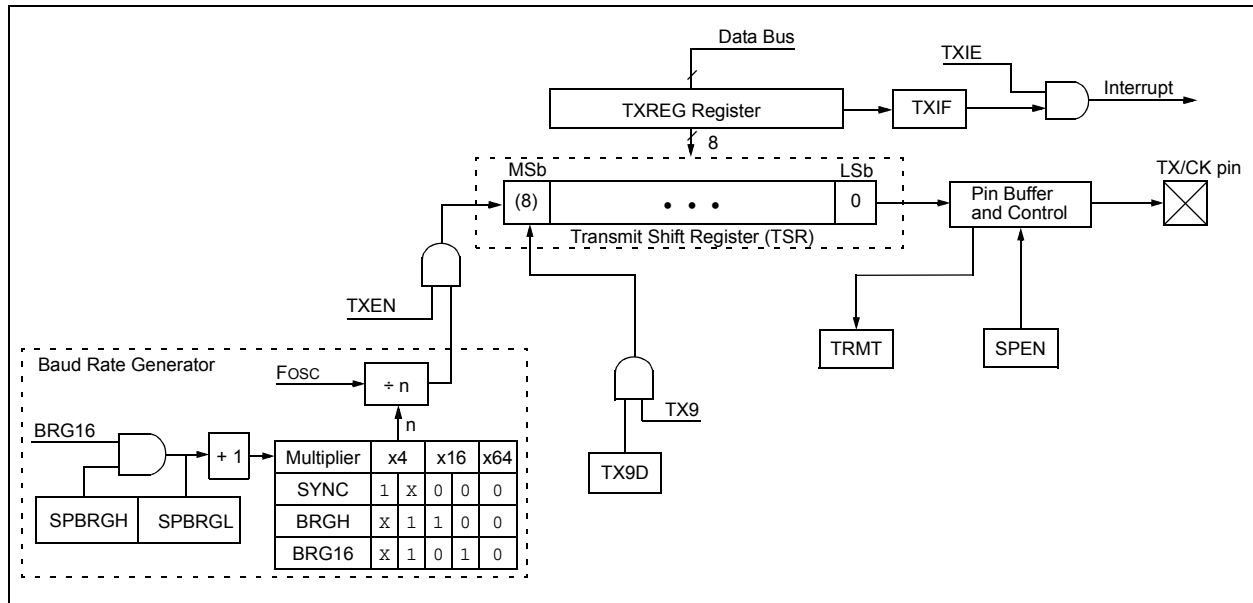 Data Bus
TXIE
Interrupt
TXREG Register
TXIF
8
MSb
LSb
TX/CK pin
(8)
• • •
0
Pin Buffer
and Control
Transmit Shift Register (TSR)
TXEN
TRMT
SPEN
Baud Rate Generator
FOSC
÷ n
TX9
n
BRG16
+ 1
Multiplier x4 x16 x64
TX9D
SYNC 1 X 0 0 0
SPBRGH SPBRGL
BRGH X 1 1 0 0
BRG16 X 1 0 1 0